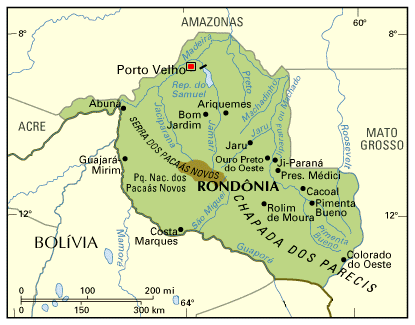 AMAZONAS
60°
8°
8°
Madeira
Porto Velho
Rep. do
Samuel
Preto
Machadinho
Abunã
Jaciparaná
Jamari
Ariquemes
Bom
Jardim
ACRE
SERRA DOS PACAÁS NOVOS
Jaru
Jaru
Roosevelt
MATO
GROSSO
Guajará-
Mirim
Ouro Preto
do Oeste
Ji-Paraná
Pres. Médici
Pq. Nac. dos
Pacaás Novos
RONDÔNIA
Cacoal
Pimenta
Bueno
Rolim
de Moura
12°
12°
São Miguel
CHAPADA DOS PARECIS
BOLÍVIA
Mamoré
Costa
Marques
Guaporé
Pimenta
Bueno
Colorado
do Oeste
0 100 200 mi
0 150 300 km
64°